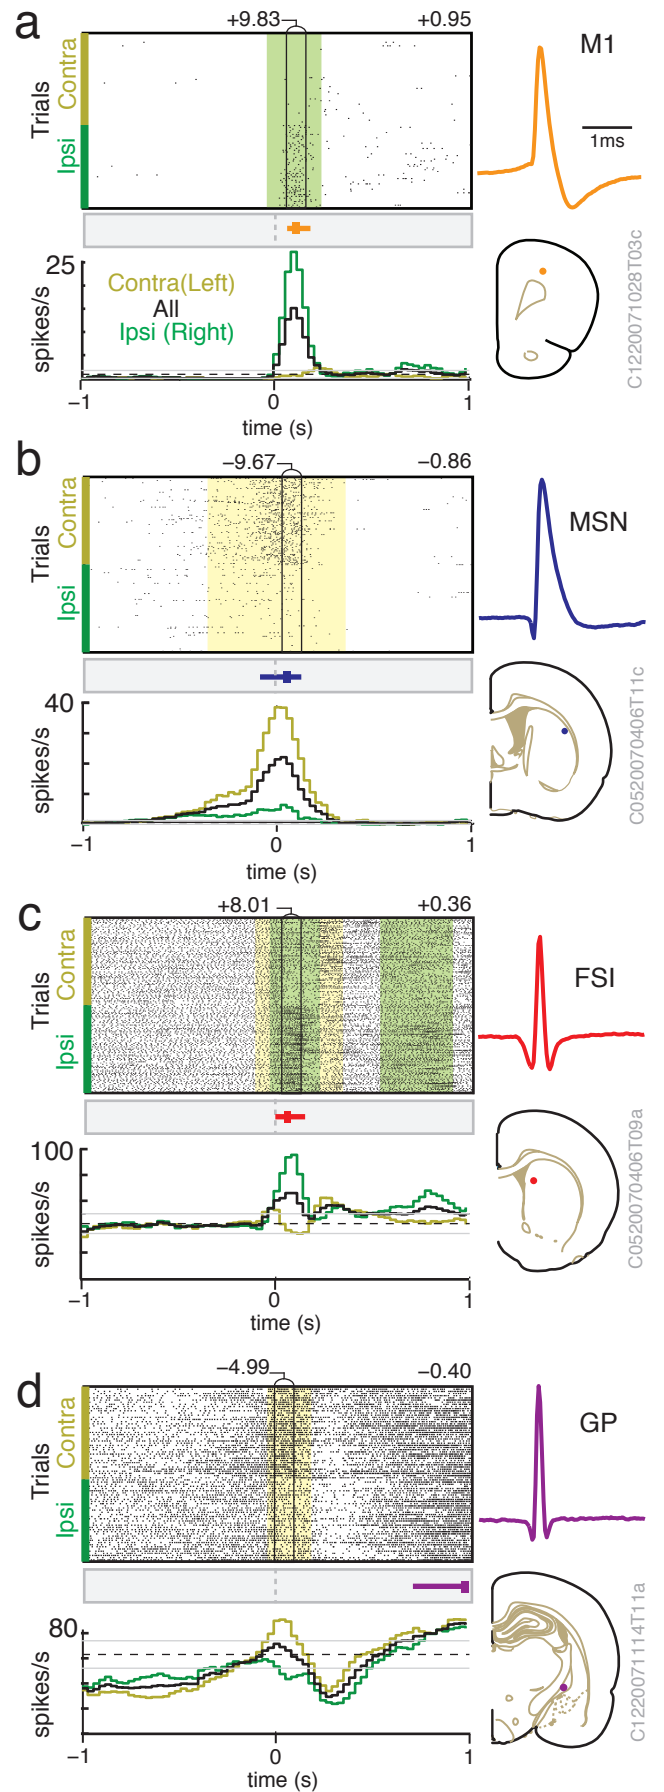 a
+9.83
+0.95
M1
Trials
Contra
Ipsi
1ms
25
spikes/s
Contra(Left)
All
Ipsi (Right)
−1
0
1
time (s)
C1220071028T03c
b
−9.67
−0.86
MSN
Trials
Contra
Ipsi
40
spikes/s
−1
0
1
time (s)
C0520070406T11c
c
+8.01
+0.36
FSI
Trials
Contra
Ipsi
100
spikes/s
−1
0
1
time (s)
C0520070406T09a
d
−4.99
−0.40
GP
Trials
Contra
Ipsi
80
spikes/s
−1
0
1
time (s)
C1220071114T11a